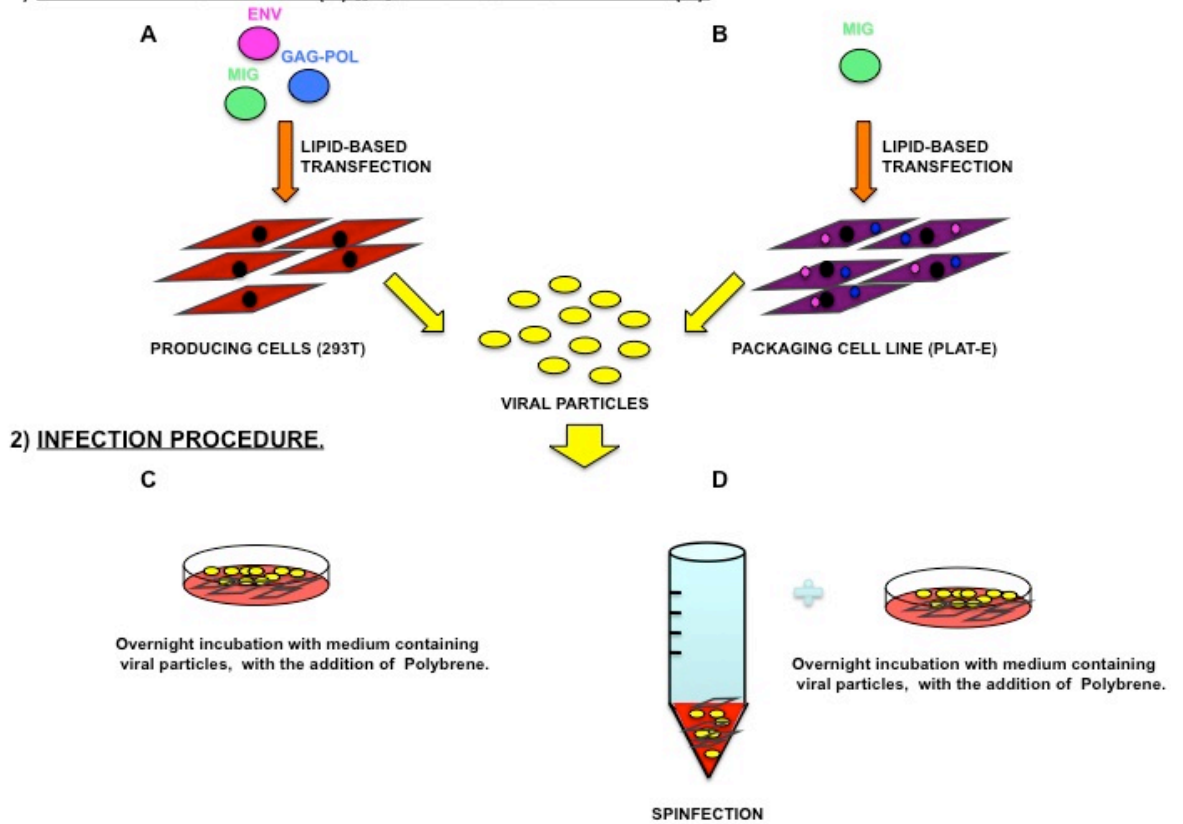 A
B
ENV
GAG-POL
MIG
MIG
LIPID-BASED
TRANSFECTION
LIPID-BASED
TRANSFECTION
PRODUCING CELLS (293T)
PACKAGING CELL LINE (PLAT-E)
VIRAL PARTICLES
2) INFECTION PROCEDURE.
C
D
Overnight incubation with medium containing
viral particles, with the addition of Polybrene.
Overnight incubation with medium containing
viral particles, with the addition of Polybrene.
SPINFECTION